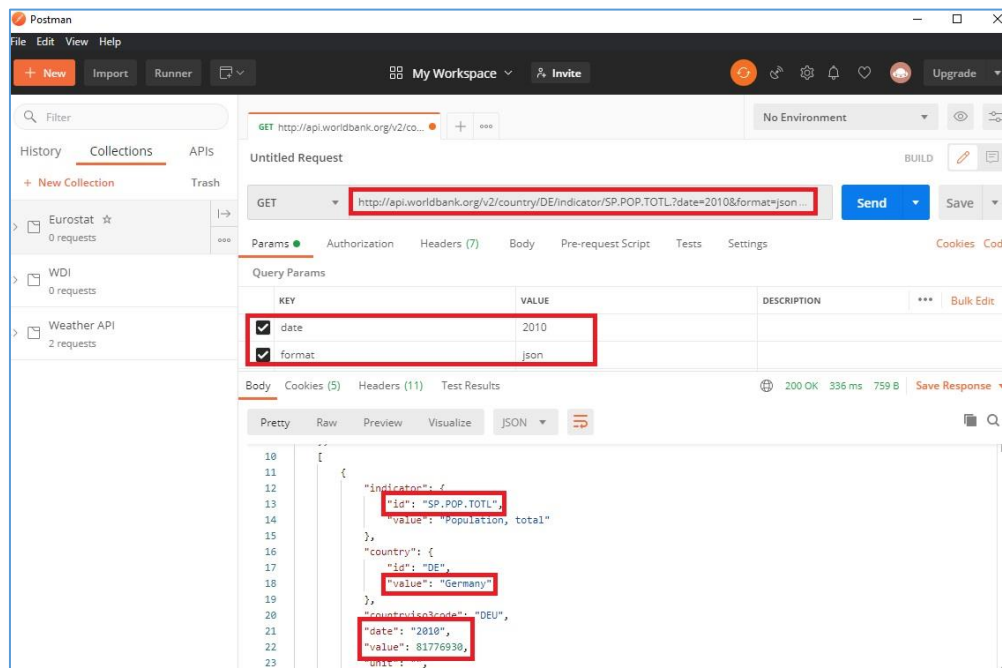 Postman
File Edit View Help
+ New Import Runner My Workspace Invite Upgrade
Filter
GET http://api.worldbank.org/v2/co... + ooo No Environment
History Collections APIs
Untitled Request BUILD
+ New Collection Trash
GET http://api.worldbank.org/v2/country/DE/indicator/SP.POP.TOTL.?date=2010&format=json ... Send Save
Eurostat
0 requests
Params Authorization Headers (7) Body Pre-request Script Tests Settings Cookies Cod
Query Params
WDI
0 requests
KEY VALUE DESCRIPTION ... Bulk Edit
date 2010
Weather API
2 requests
format json
Body Cookies (5) Headers (11) Test Results 200 OK 336 ms 759 B Save Response
Pretty Raw Preview Visualize JSON
10 [
11 {
12 "indicator": {
13 "id": "SP.POP.TOTL",
14 "value": "Population, total"
15 },
16 "country": {
17 "id": "DE",
18 "value": "Germany"
19 },
20 "countryiso3code": "DEU",
21 "date": "2010",
22 "value": 81776930,
23 "unit": "",